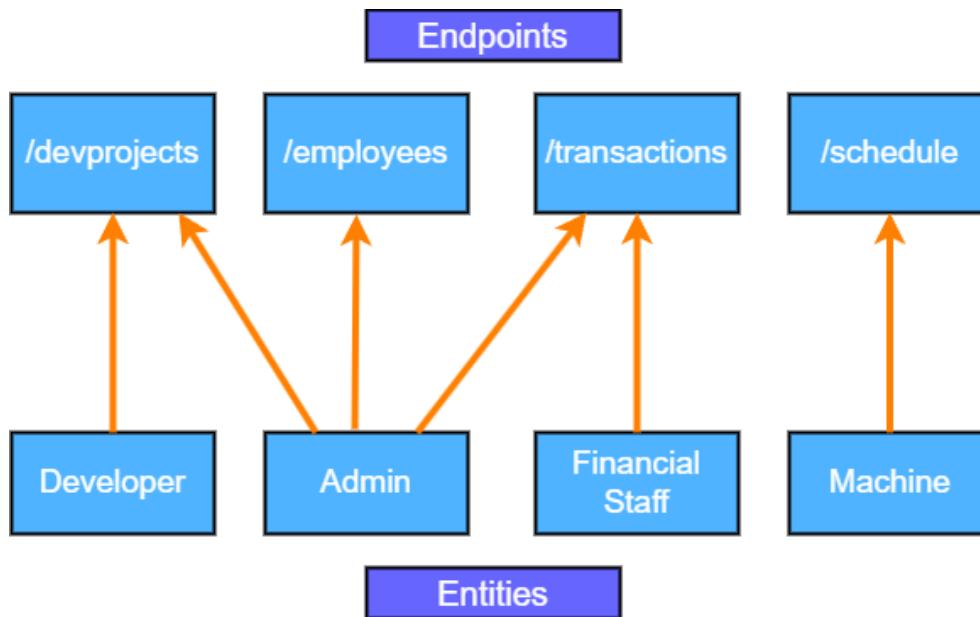 Endpoints
/devprojects
/employees
/transactions
/schedule
Developer
Admin
Financial
Staff
Machine
Entities